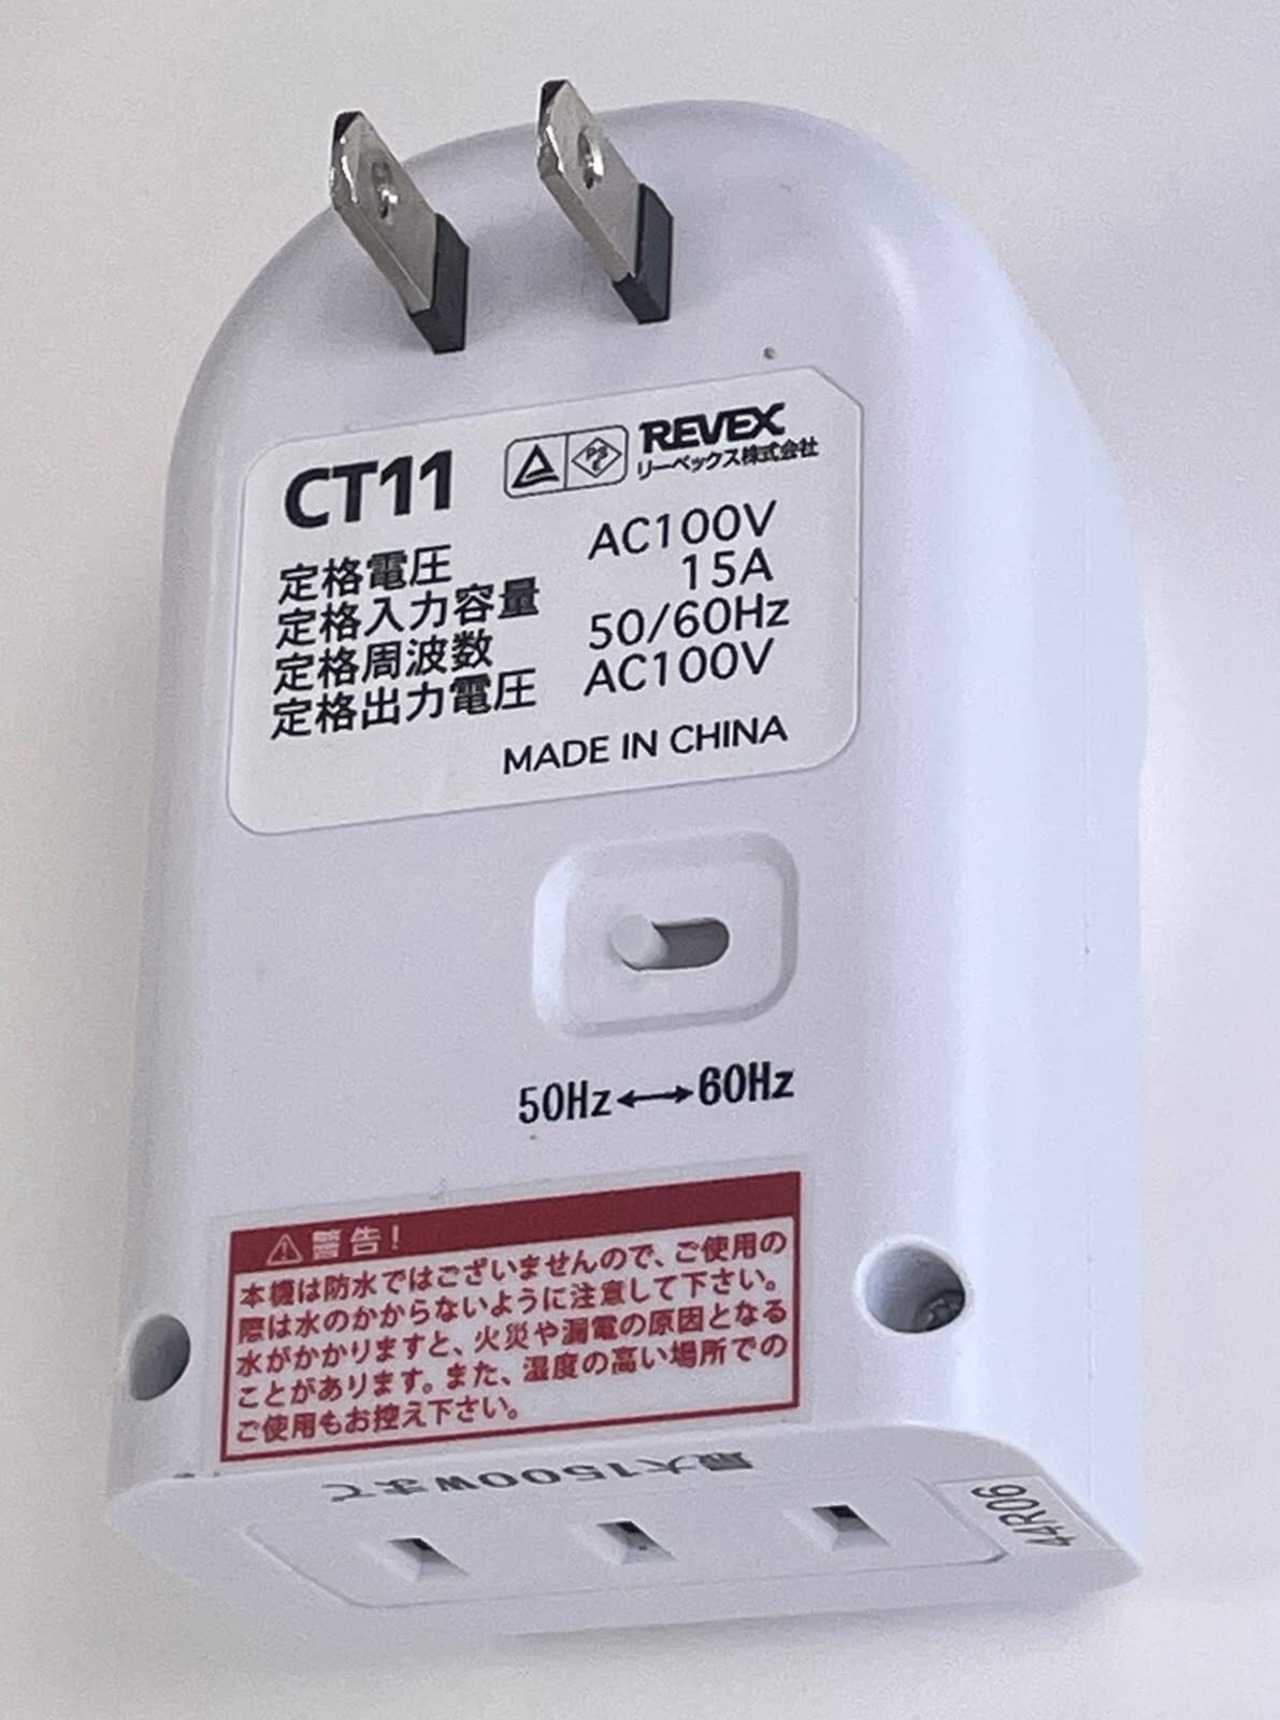 CT11
PS
E
REVEX
リーベックス株式会社
定格電圧 AC100V
定格入力容量 15A
定格周波数 50/60Hz
定格出力電圧 AC100V
MADE IN CHINA
50Hz↔60Hz
警告!
本機は防水ではございませんので、ご使用の
際は水のかからないように注意して下さい。
水がかかりますと、火災や漏電の原因となる
ことがあります。また、湿度の高い場所での
ご使用もお控え下さい。
最大1500Wまで
44R06